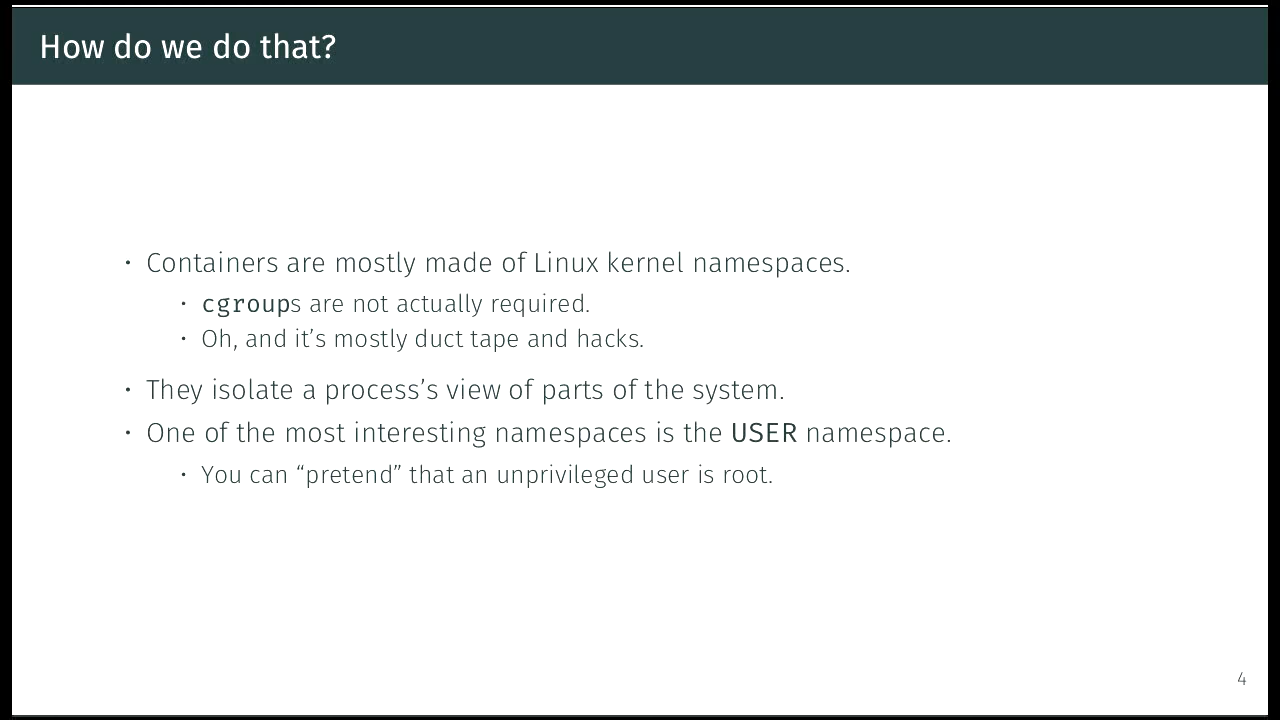 How do we do that?
· Containers are mostly made of Linux kernel namespaces.
· cgroups are not actually required.
· Oh, and it’s mostly duct tape and hacks.
· They isolate a process’s view of parts of the system.
· One of the most interesting namespaces is the USER namespace.
· You can “pretend” that an unprivileged user is root.
4